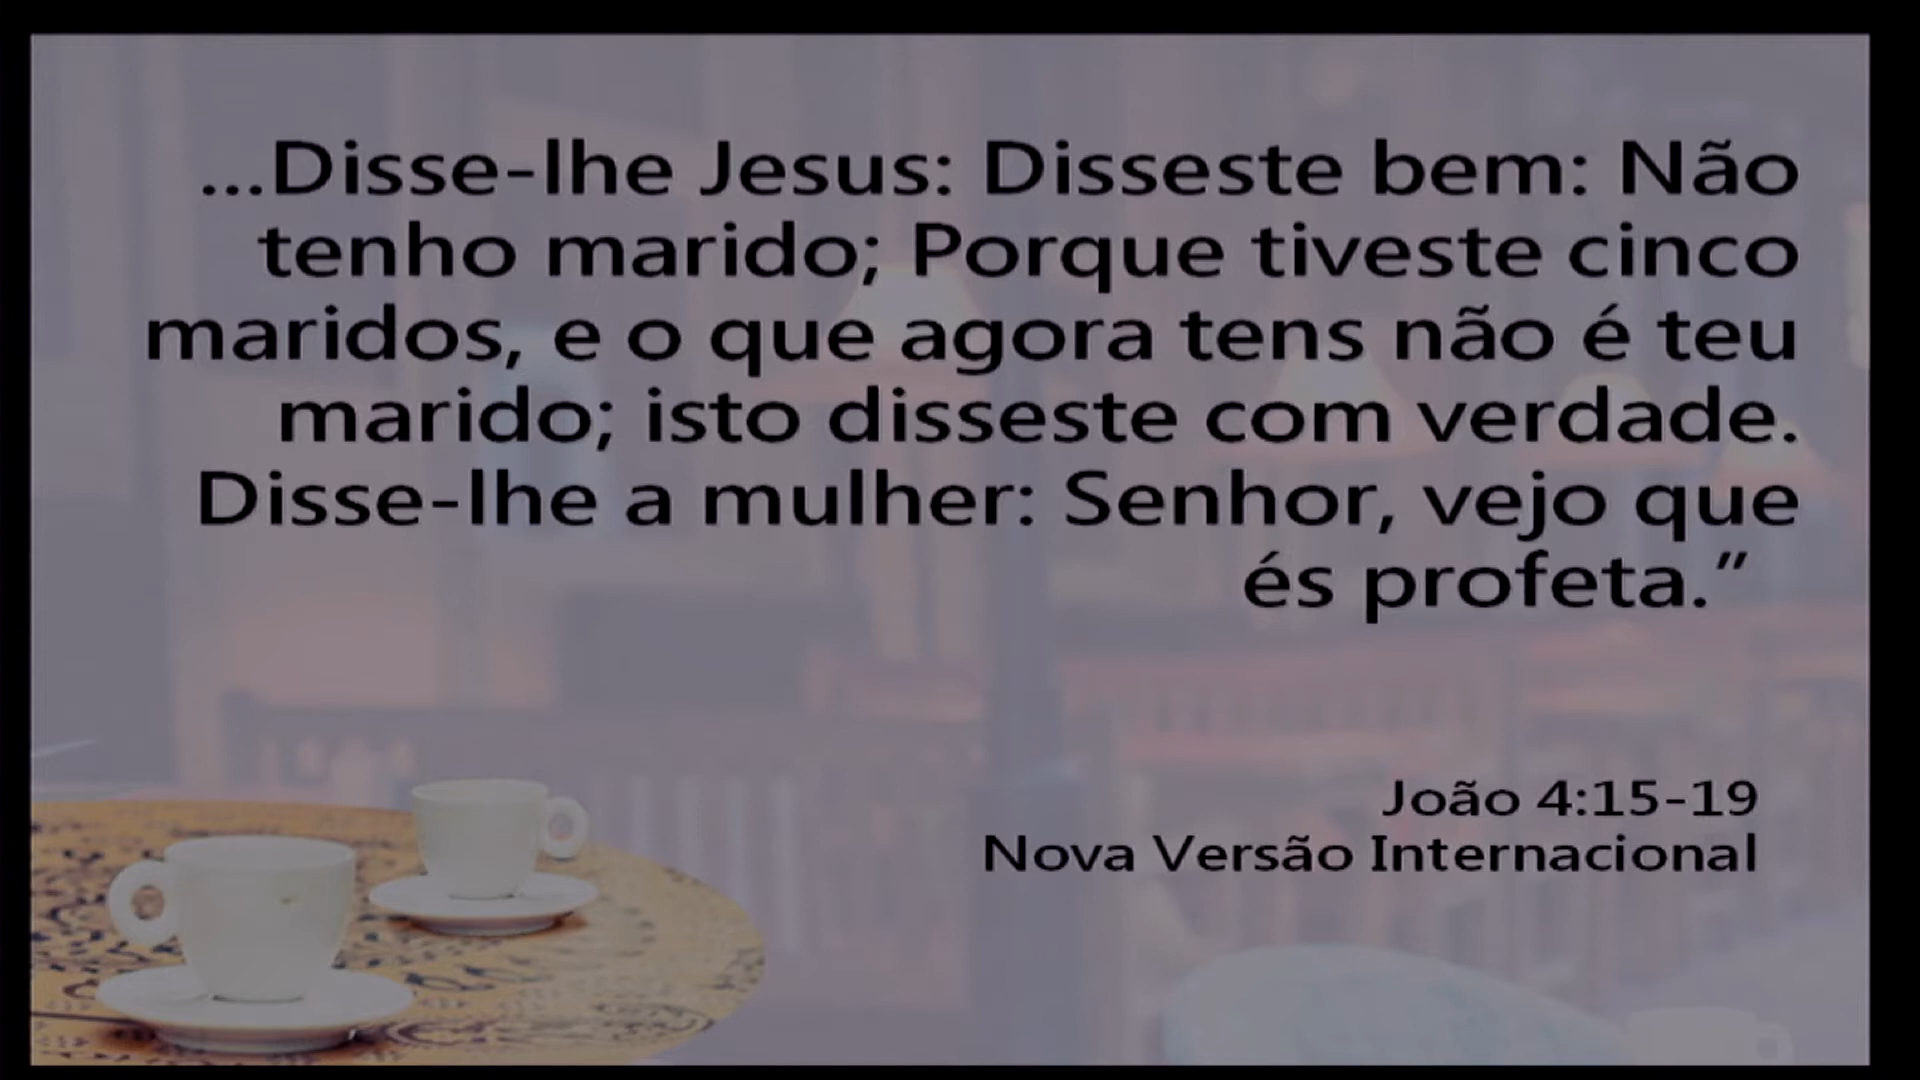 ...Disse-lhe Jesus: Disseste bem: Não
tenho marido; Porque tiveste cinco
maridos, e o que agora tens não é teu
marido; isto disseste com verdade.
Disse-lhe a mulher: Senhor, vejo que
és profeta.”
João 4:15-19
Nova Versão Internacional